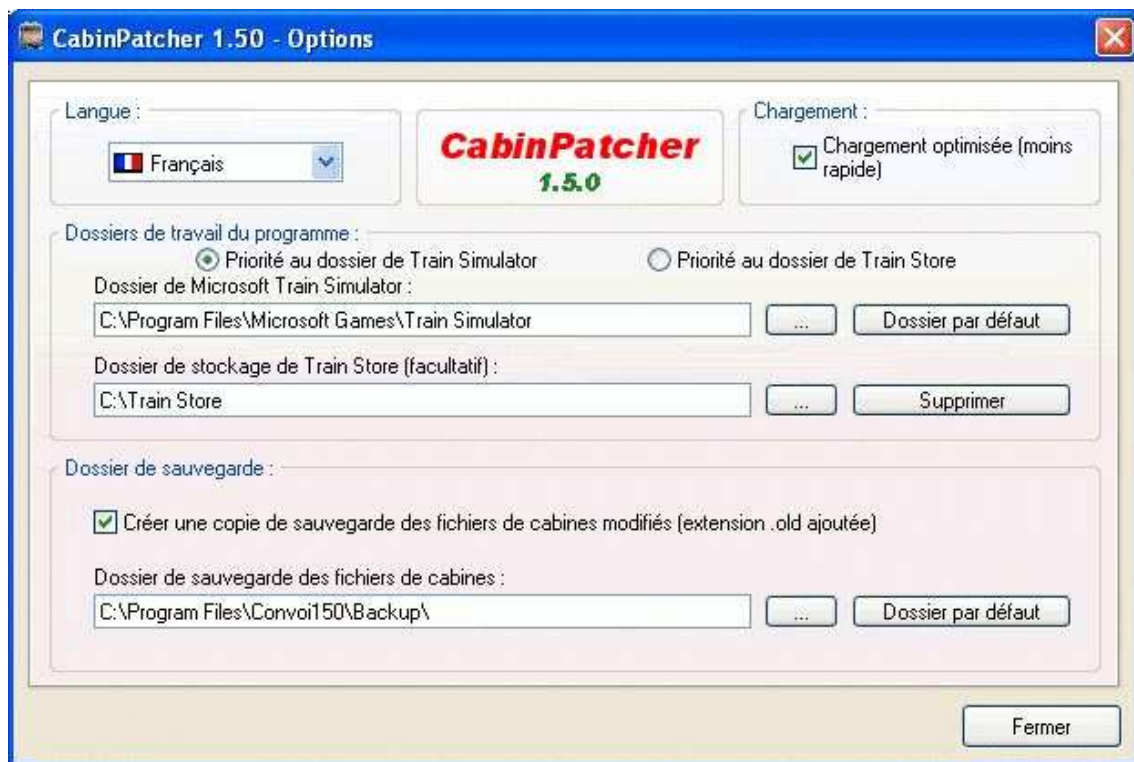 CabinPatcher 1.50 - Options
Langue :
Français
CabinPatcher
1.5.0
Chargement :
Chargement optimisée (moins
rapide)
Dossiers de travail du programme :
Priorité au dossier de Train Simulator
Priorité au dossier de Train Store
Dossier de Microsoft Train Simulator :
C:\Program Files\Microsoft Games\Train Simulator
...
Dossier par défaut
Dossier de stockage de Train Store (facultatif) :
C:\Train Store
...
Supprimer
Dossier de sauvegarde :
Créer une copie de sauvegarde des fichiers de cabines modifiés (extension .old ajoutée)
Dossier de sauvegarde des fichiers de cabines :
C:\Program Files\Convoi150\Backup\
...
Dossier par défaut
Fermer